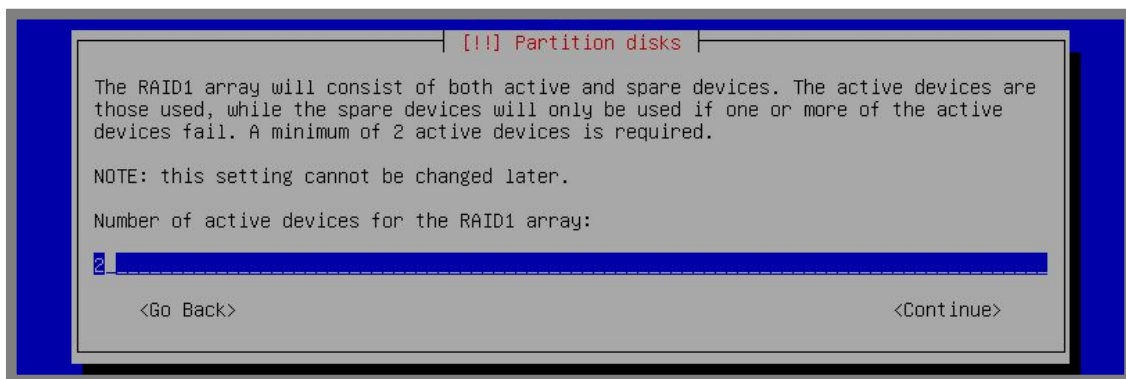 [!!] Partition disks
The RAID1 array will consist of both active and spare devices. The active devices are
those used, while the spare devices will only be used if one or more of the active
devices fail. A minimum of 2 active devices is required.
NOTE: this setting cannot be changed later.
Number of active devices for the RAID1 array:
2
<Go Back> <Continue>